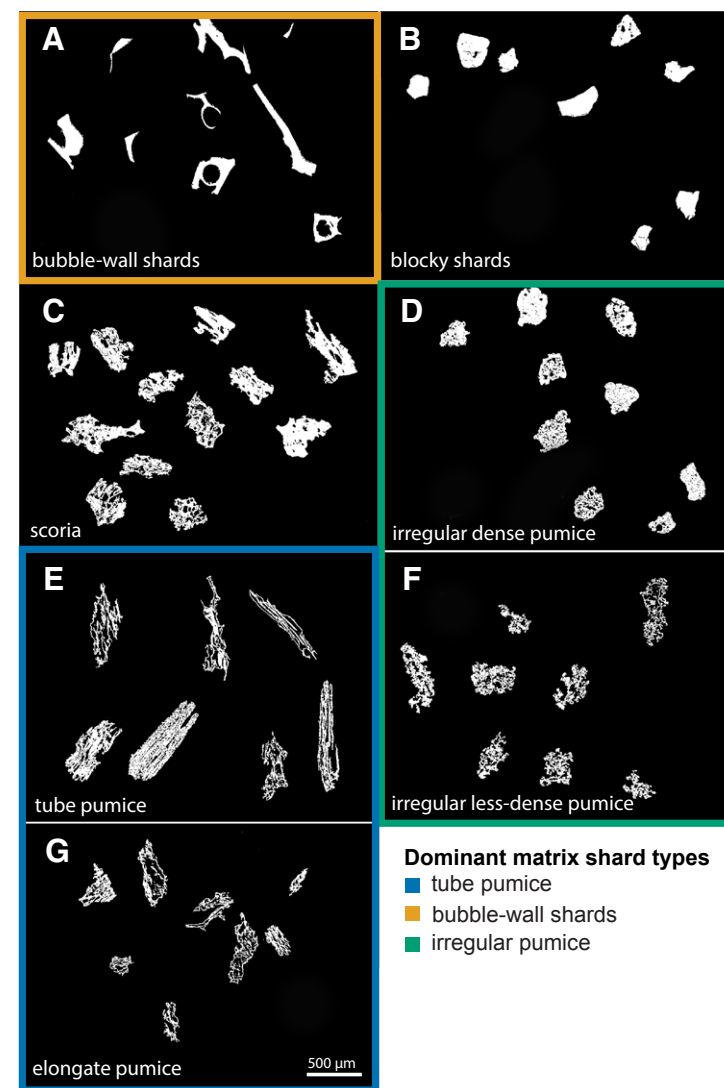 A
bubble-wall shards
B
blocky shards
C
scoria
D
irregular dense pumice
E
tube pumice
F
irregular less-dense pumice
G
elongate pumice
500 µm
Dominant matrix shard types
tube pumice
bubble-wall shards
irregular pumice